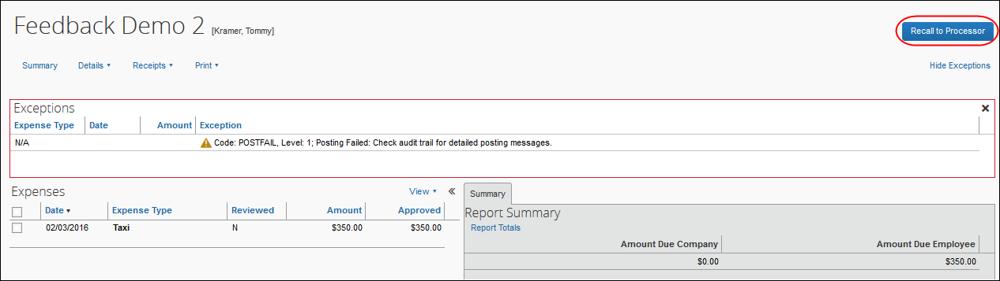 Feedback Demo 2 [Kramer, Tommy]
Recall to Processor
Summary Details Receipts Print Hide Exceptions
Exceptions
Expense Type Date Amount Exception
N/A Code: POSTFAIL, Level: 1; Posting Failed: Check audit trail for detailed posting messages.
Expenses View
Date Expense Type Reviewed Amount Approved
02/03/2016 Taxi N $350.00 $350.00
Summary
Report Summary
Report Totals
Amount Due Company Amount Due Employee
$0.00 $350.00